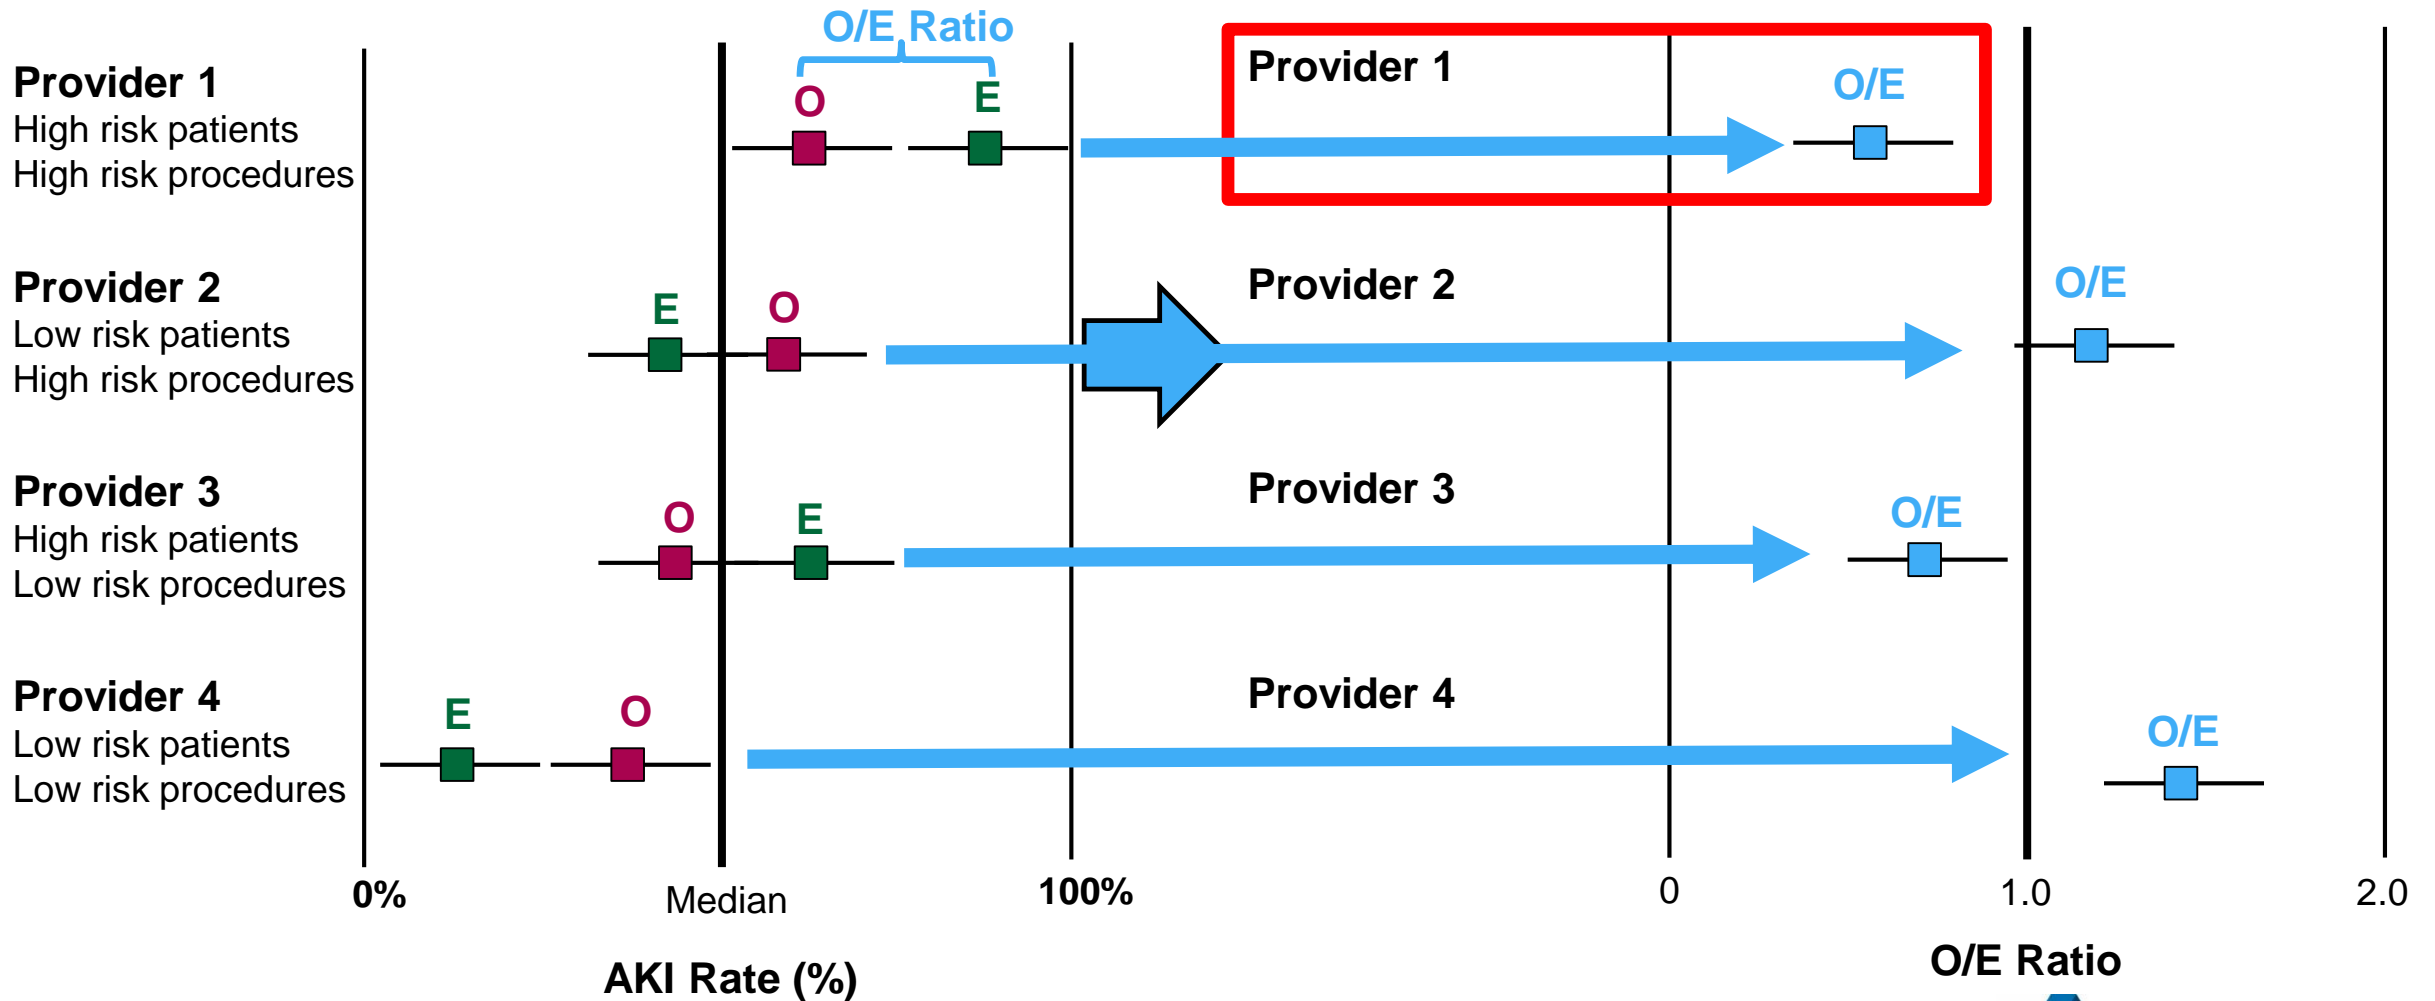 O/E Ratio
Provider 1
High risk patients
High risk procedures
O
E
Provider 1
O/E
Provider 2
Low risk patients
High risk procedures
E
O
Provider 2
O/E
Provider 3
High risk patients
Low risk procedures
O
E
Provider 3
O/E
Provider 4
Low risk patients
Low risk procedures
E
O
Provider 4
O/E
0%
Median
100%
0
1.0
2.0
AKI Rate (%)
O/E Ratio